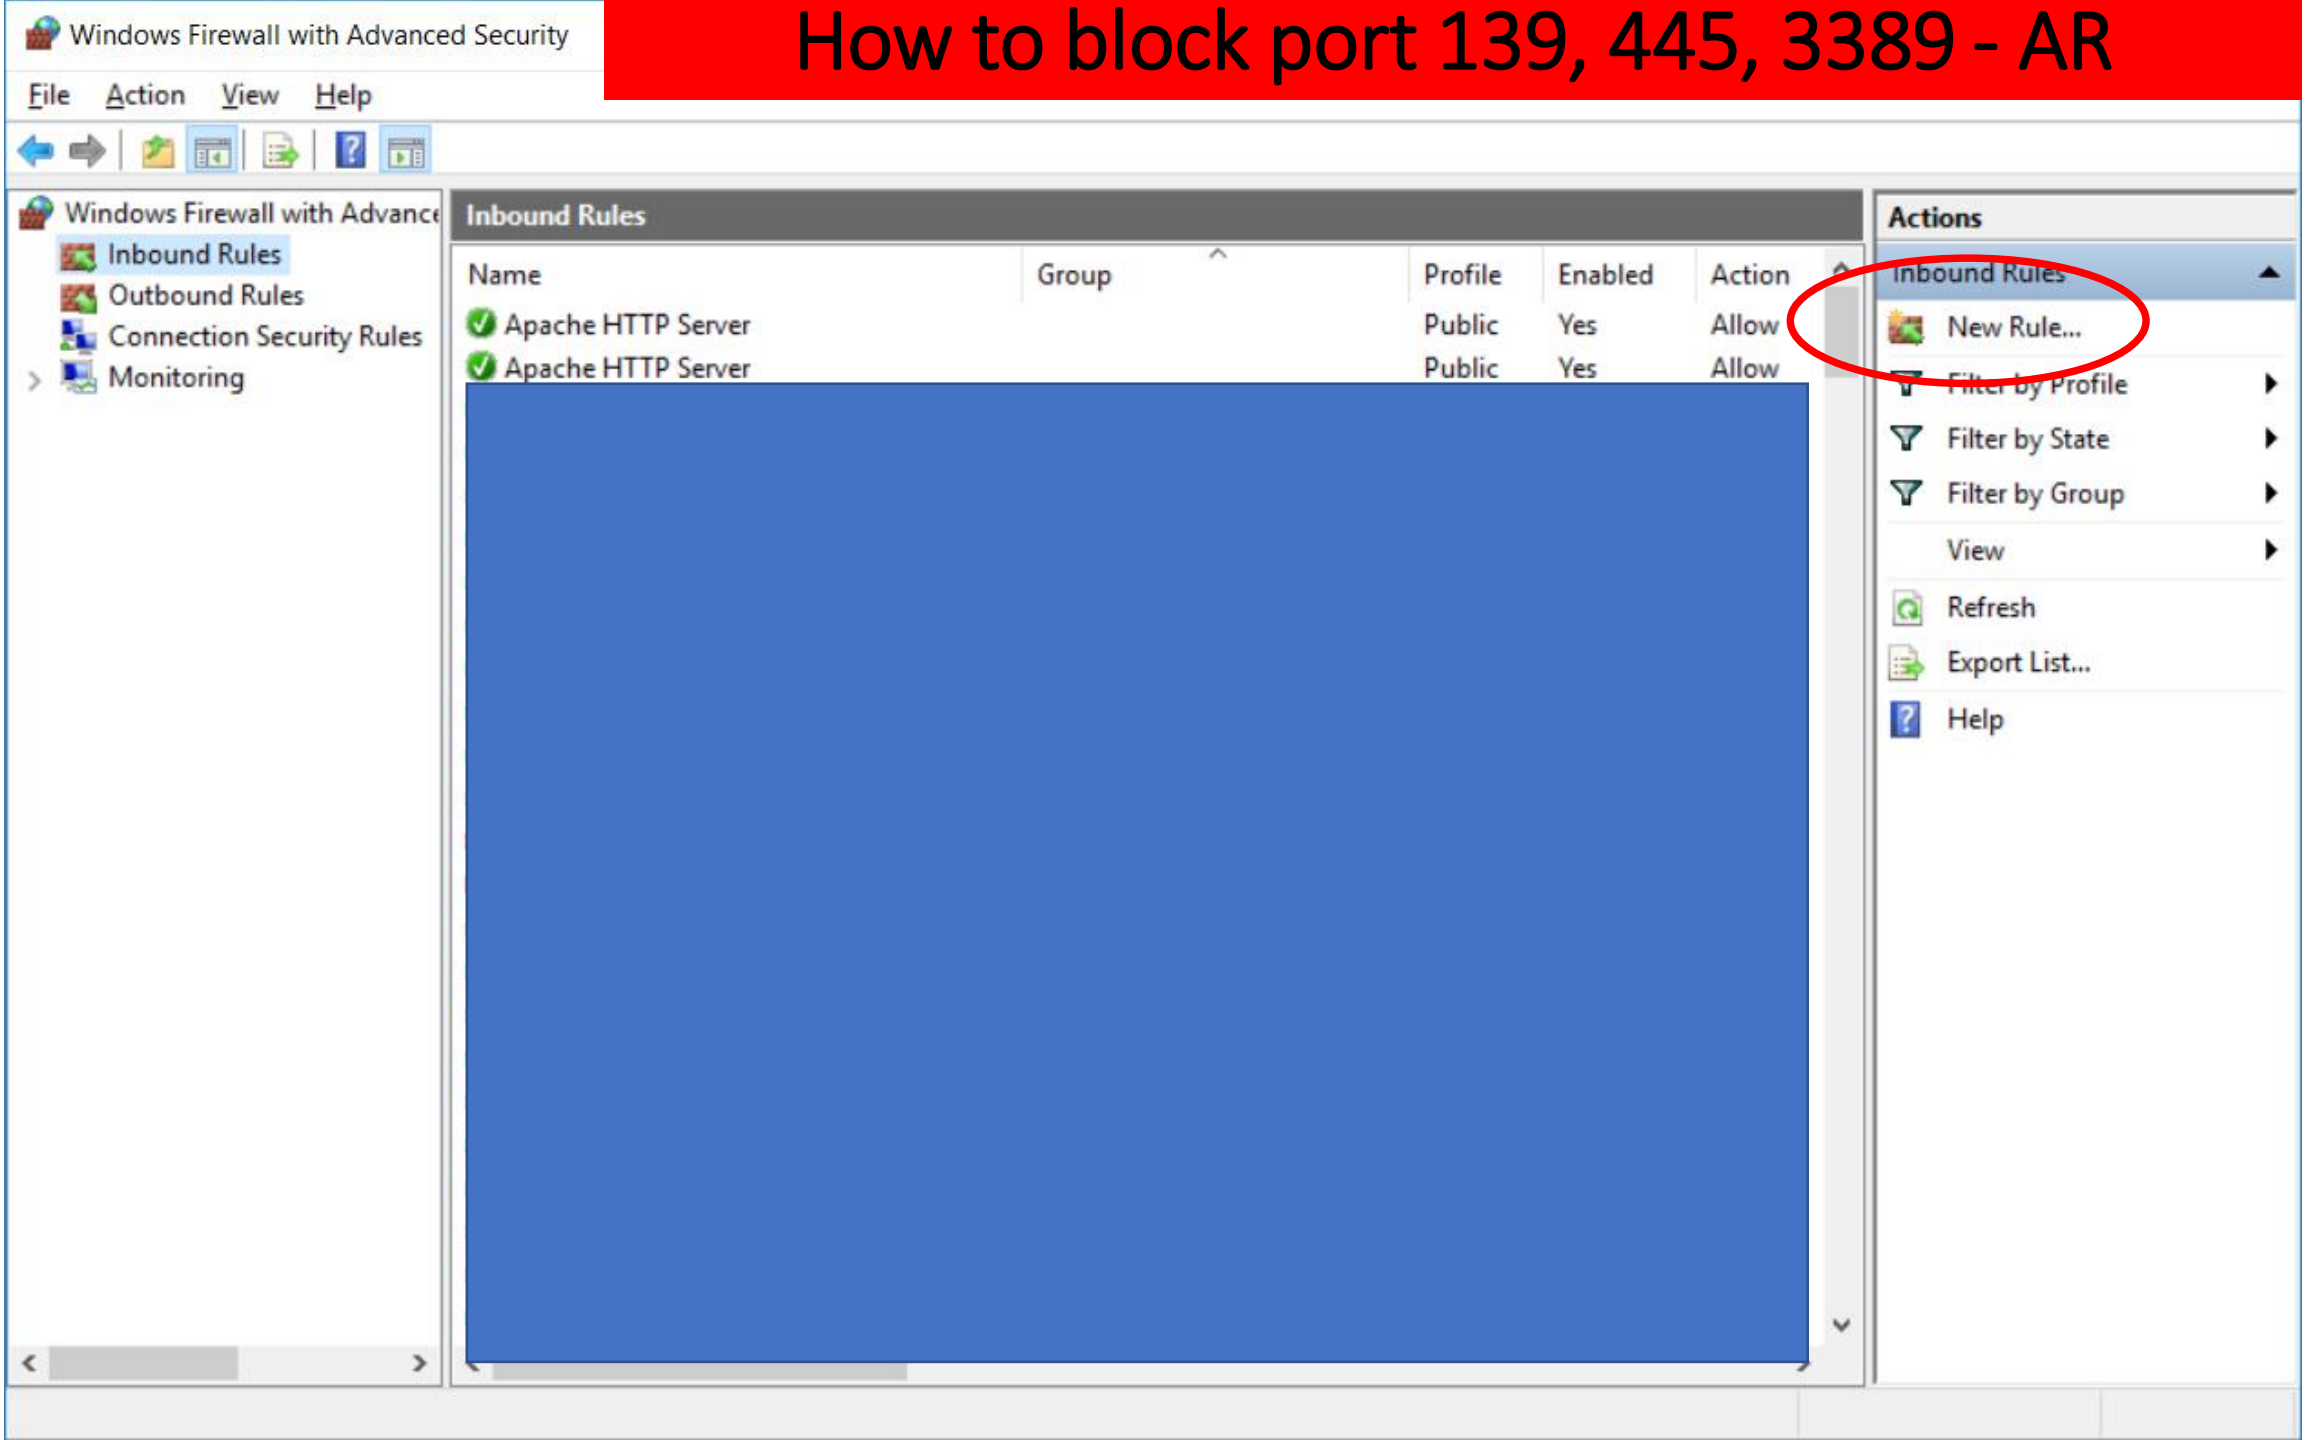 Windows Firewall with Advanced Security
How to block port 139, 445, 3389 - AR
File Action View Help
Windows Firewall with Advance
Inbound Rules
Outbound Rules
Connection Security Rules
Monitoring
Inbound Rules
Name Group Profile Enabled Action
Apache HTTP Server Public Yes Allow
Apache HTTP Server Public Yes Allow
Actions
Inbound Rules
New Rule...
Filter by Profile
Filter by State
Filter by Group
View
Refresh
Export List...
Help